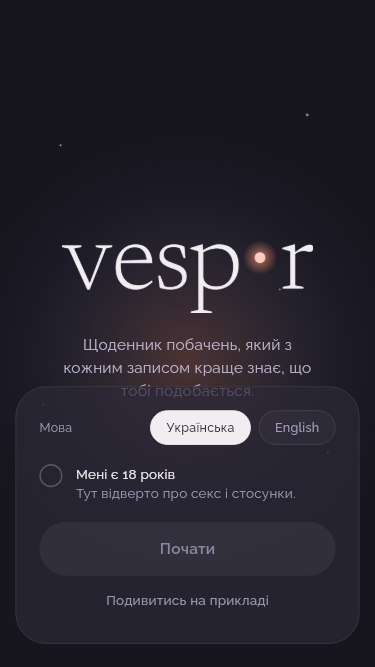 vesp•r
Щоденник побачень, який з
кожним записом краще знає, що
тобі подобається.
Мова
Українська
English
Мені є 18 років
Тут відверто про секс і стосунки.
Почати
Подивитись на прикладі